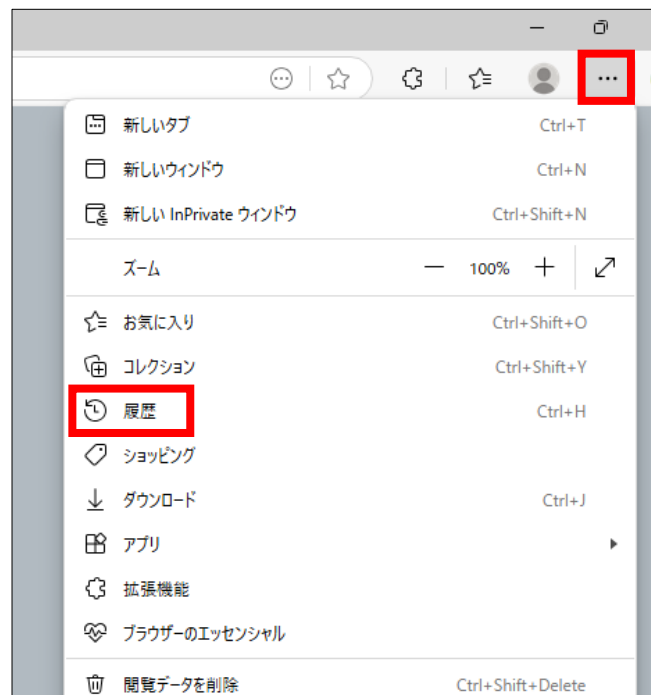 新しいタブ Ctrl+T
新しいウィンドウ Ctrl+N
新しい InPrivate ウィンドウ Ctrl+Shift+N
ズーム 100%
お気に入り Ctrl+Shift+O
コレクション Ctrl+Shift+Y
履歴 Ctrl+H
ショッピング
ダウンロード Ctrl+J
アプリ
拡張機能
ブラウザーのエッセンシャル
閲覧データを削除 Ctrl+Shift+Delete